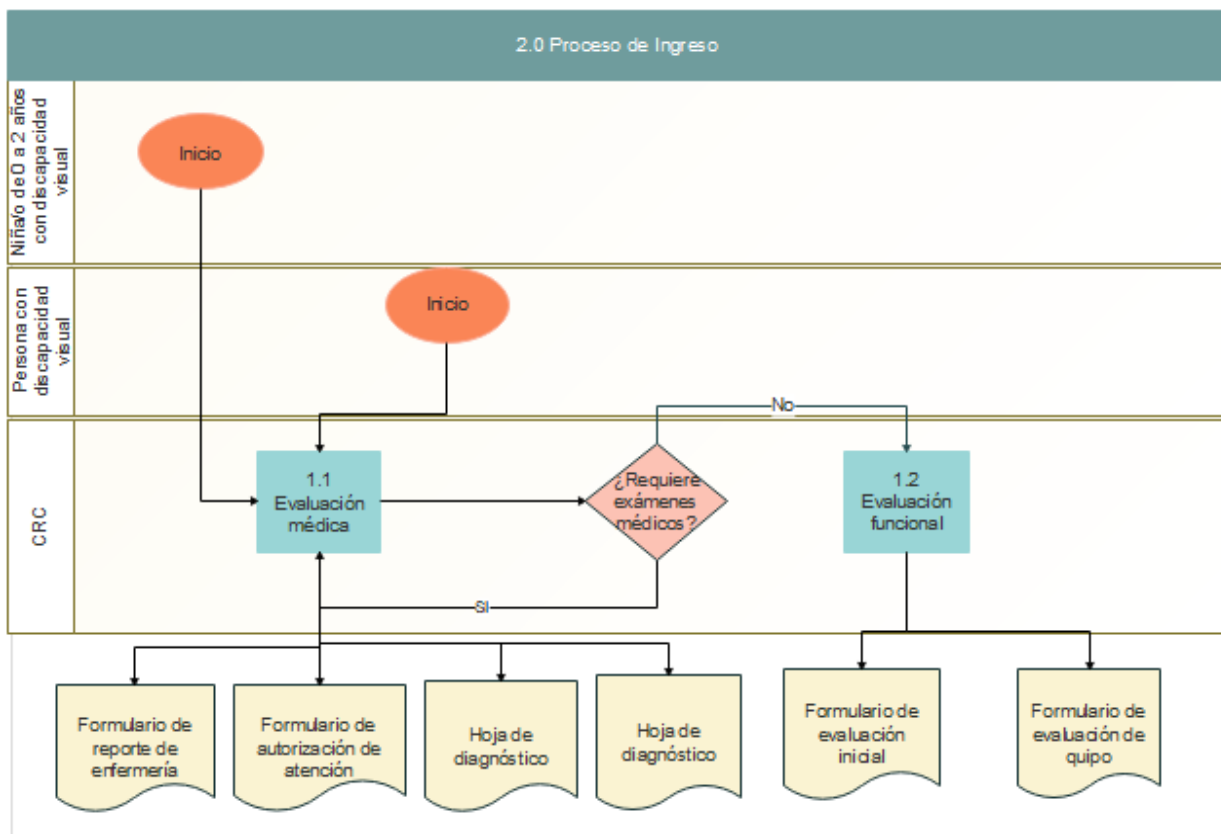 2.0 Proceso de Ingreso
Niña/o de 0 a 2 años
con discapacidad
visual
Inicio
Persona con
discapacidad
visual
Inicio
No
CRC
1.1
Evaluación
médica
¿Requiere
exámenes
médicos?
1.2
Evaluación
funcional
SI
Formulario de
reporte de
enfermería
Formulario de
autorización de
atención
Hoja de
diagnóstico
Hoja de
diagnóstico
Formulario de
evaluación
inicial
Formulario de
evaluación de
quipo